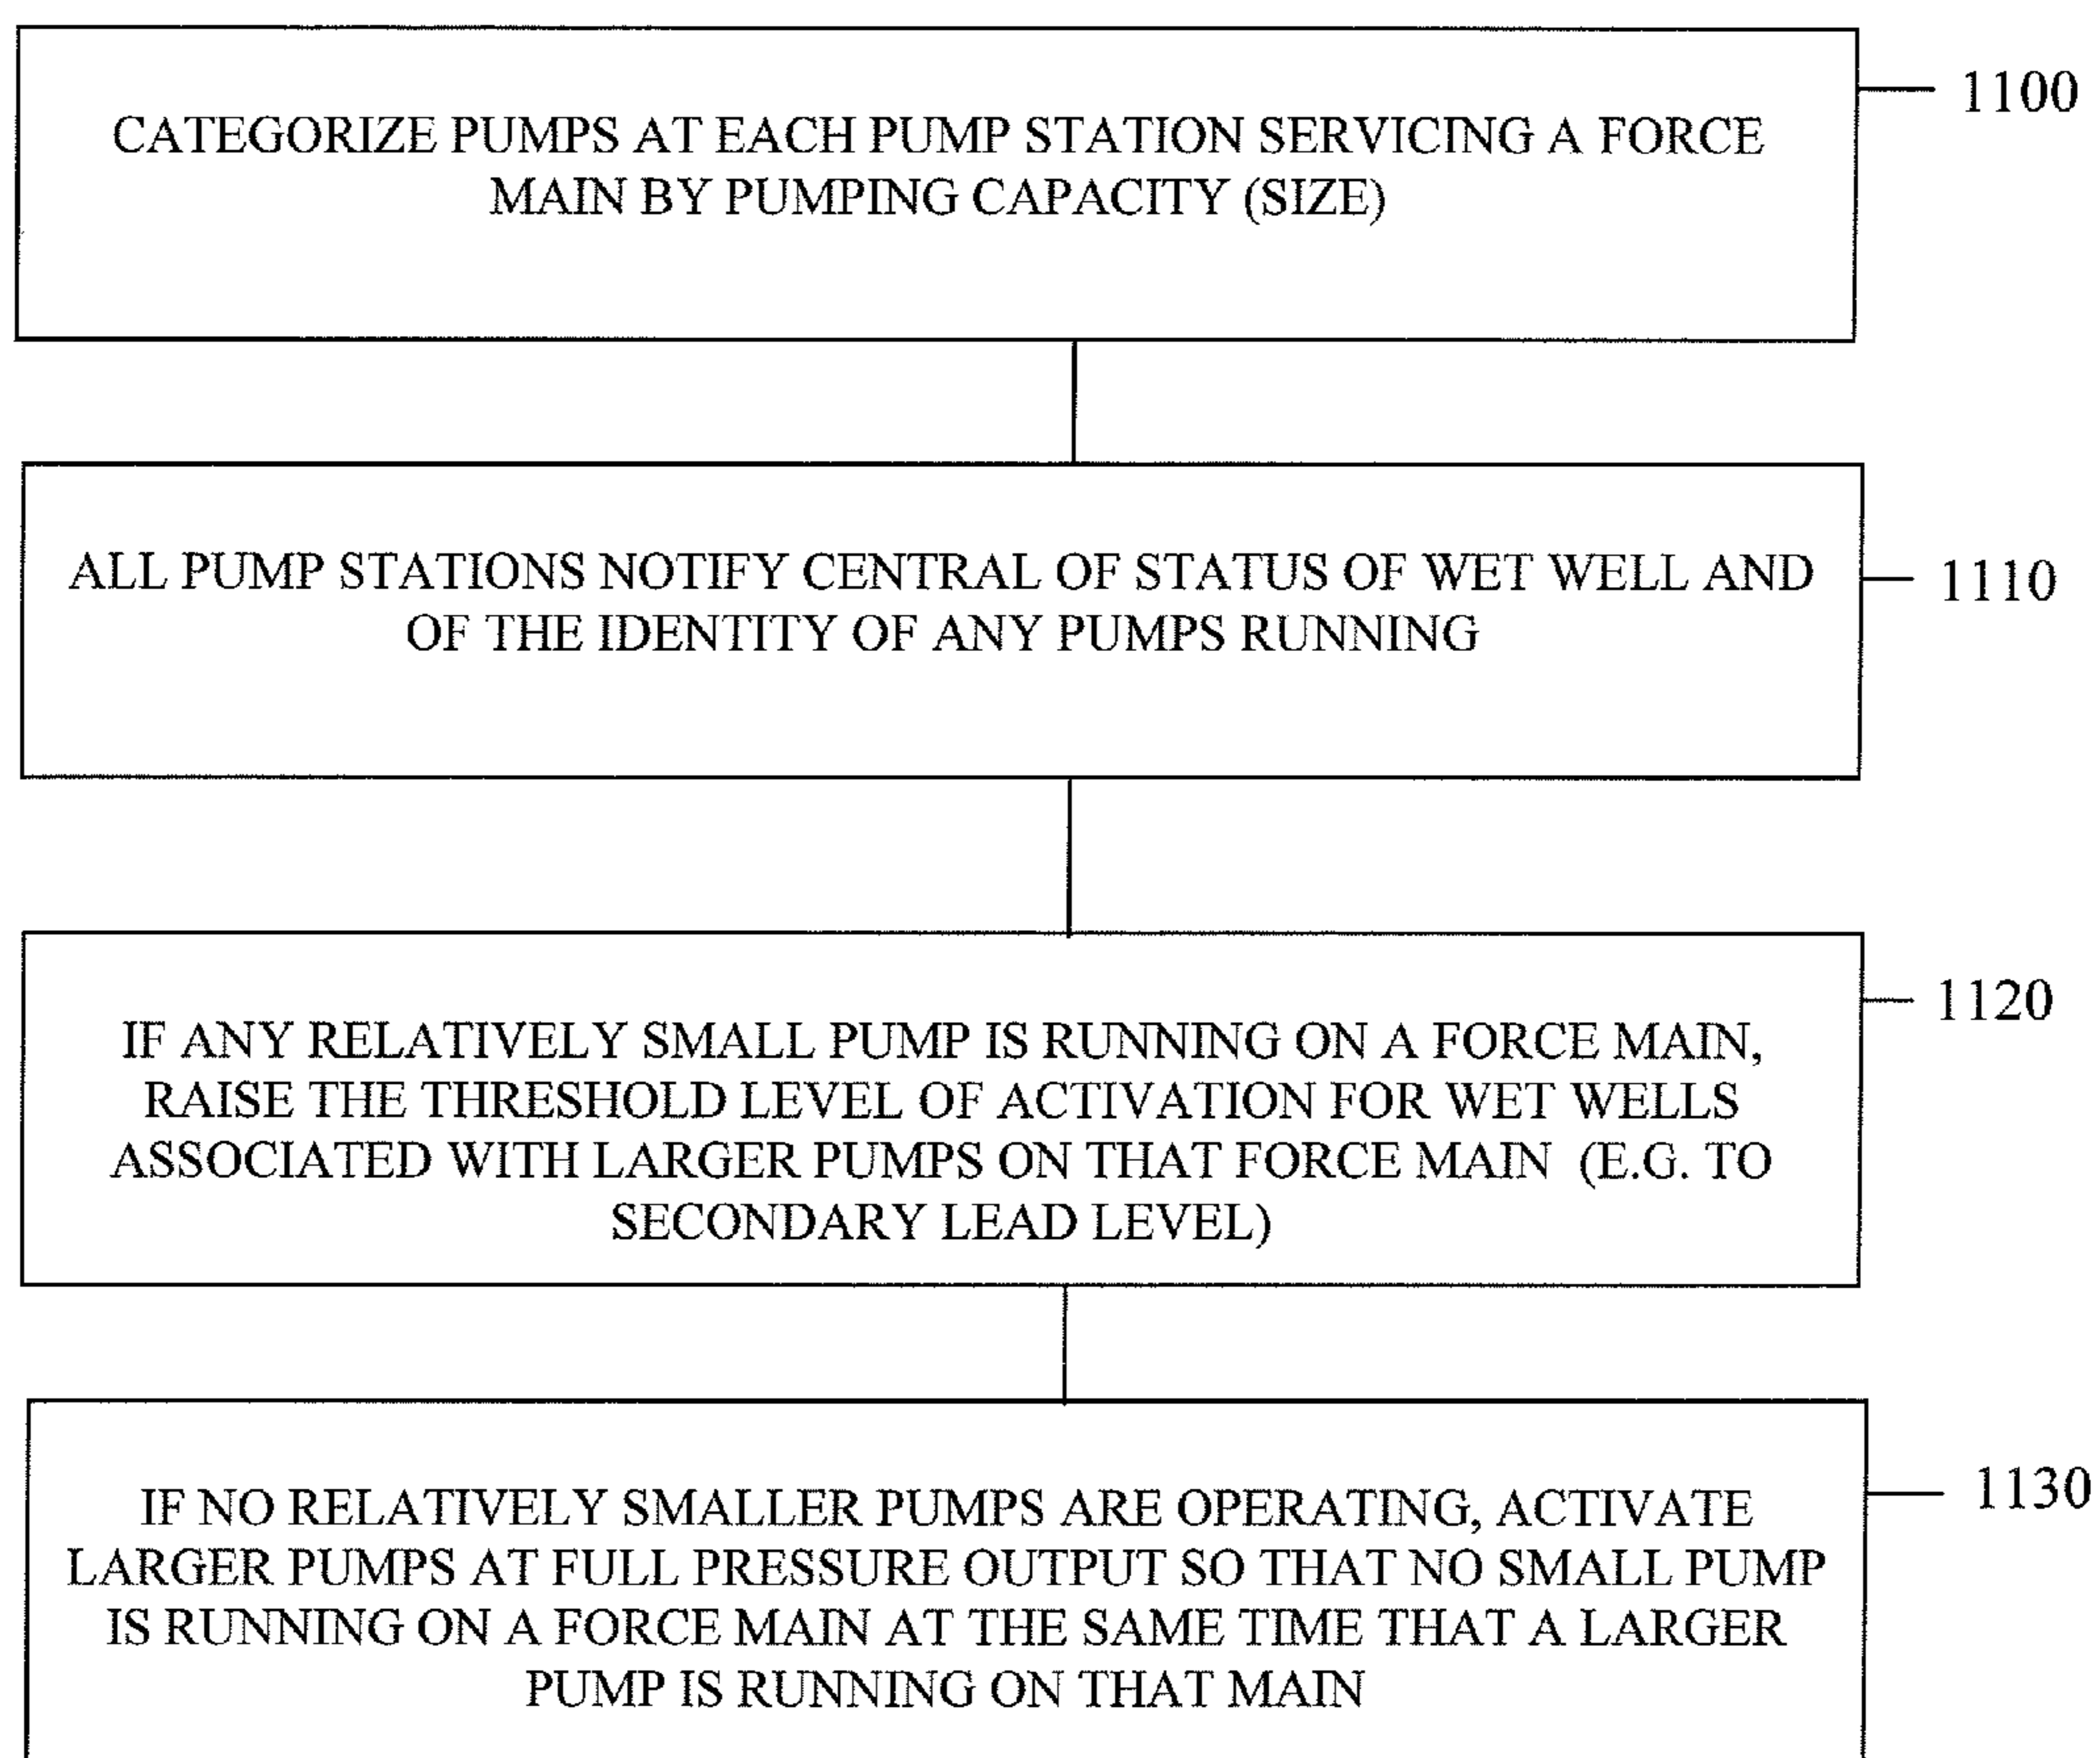 CATEGORIZE PUMPS AT EACH PUMP STATION SERVICING A FORCE
MAIN BY PUMPING CAPACITY (SIZE)
1100
ALL PUMP STATIONS NOTIFY CENTRAL OF STATUS OF WET WELL AND
OF THE IDENTITY OF ANY PUMPS RUNNING
1110
IF ANY RELATIVELY SMALL PUMP IS RUNNING ON A FORCE MAIN,
RAISE THE THRESHOLD LEVEL OF ACTIVATION FOR WET WELLS
ASSOCIATED WITH LARGER PUMPS ON THAT FORCE MAIN (E.G. TO
SECONDARY LEAD LEVEL)
1120
IF NO RELATIVELY SMALLER PUMPS ARE OPERATING, ACTIVATE
LARGER PUMPS AT FULL PRESSURE OUTPUT SO THAT NO SMALL PUMP
IS RUNNING ON A FORCE MAIN AT THE SAME TIME THAT A LARGER
PUMP IS RUNNING ON THAT MAIN
1130